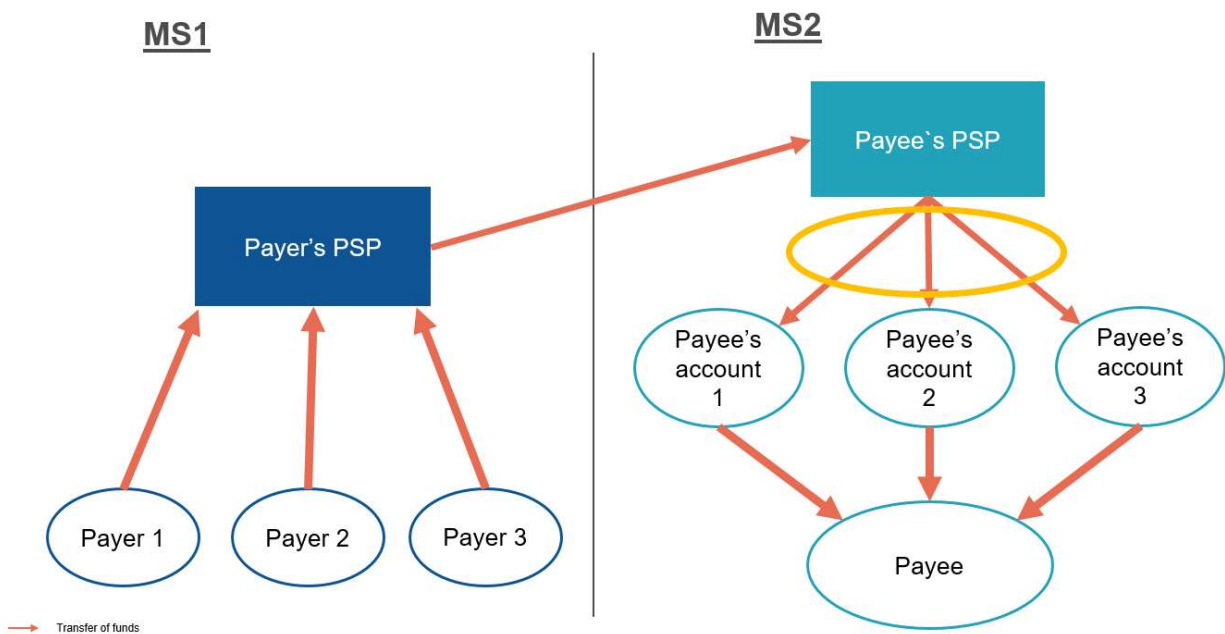 MS1
MS2
Payee`s PSP
Payer’s PSP
Payee’s
account
1
Payee’s
account
2
Payee’s
account
3
Payer 1
Payer 2
Payer 3
Payee
Transfer of funds